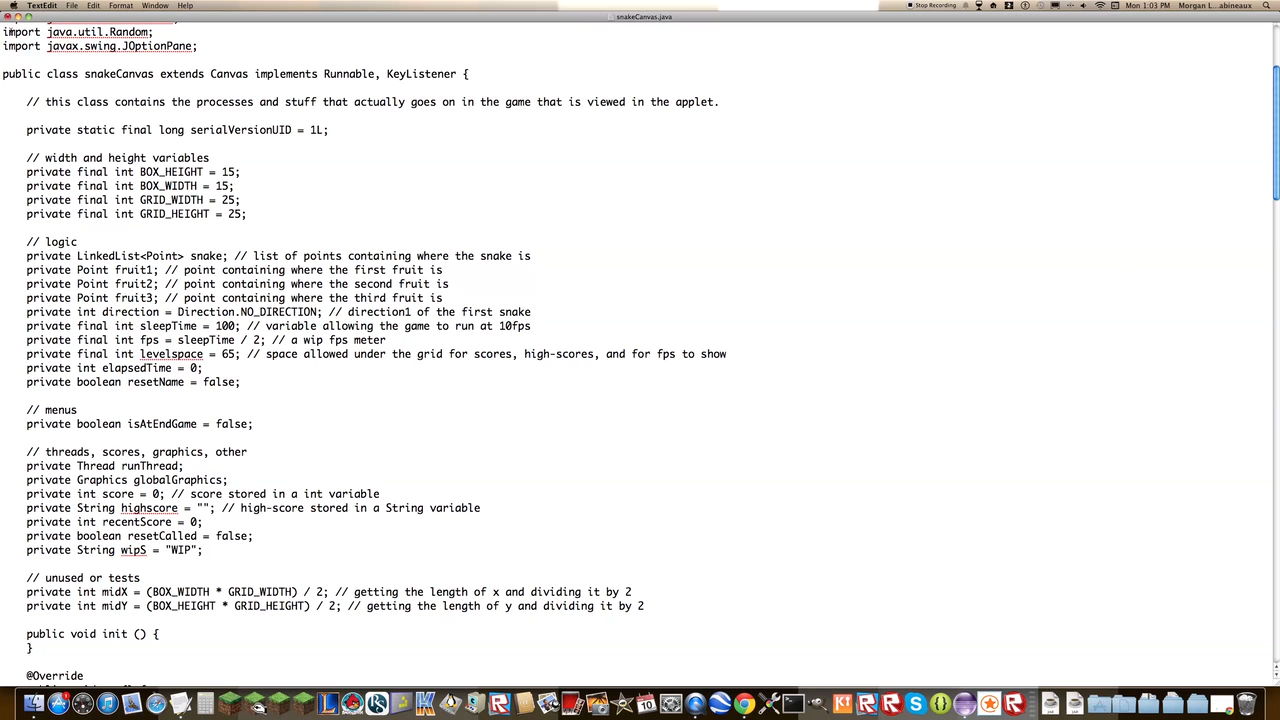 TextEdit File Edit Format Window Help Stop Recording Mon 1:03 PM Morgan L... abineaux
snakeCanvas.java
import java.util.Random;
import javax.swing.JOptionPane;
public class snakeCanvas extends Canvas implements Runnable, KeyListener {
// this class contains the processes and stuff that actually goes on in the game that is viewed in the applet.
private static final long serialVersionUID = 1L;
// width and height variables
private final int BOX_HEIGHT = 15;
private final int BOX_WIDTH = 15;
private final int GRID_WIDTH = 25;
private final int GRID_HEIGHT = 25;
// logic
private LinkedList<Point> snake; // list of points containing where the snake is
private Point fruit1; // point containing where the first fruit is
private Point fruit2; // point containing where the second fruit is
private Point fruit3; // point containing where the third fruit is
private int direction = Direction.NO_DIRECTION; // direction1 of the first snake
private final int sleepTime = 100; // variable allowing the game to run at 10fps
private final int fps = sleepTime / 2; // a wip fps meter
private final int levelspace = 65; // space allowed under the grid for scores, high-scores, and for fps to show
private int elapsedTime = 0;
private boolean resetName = false;
// menus
private boolean isAtEndGame = false;
// threads, scores, graphics, other
private Thread runThread;
private Graphics globalGraphics;
private int score = 0; // score stored in a int variable
private String highscore = ""; // high-score stored in a String variable
private int recentScore = 0;
private boolean resetCalled = false;
private String wipS = "WIP";
// unused or tests
private int midX = (BOX_WIDTH * GRID_WIDTH) / 2; // getting the length of x and dividing it by 2
private int midY = (BOX_HEIGHT * GRID_HEIGHT) / 2; // getting the length of y and dividing it by 2
public void init () {
}
@Override